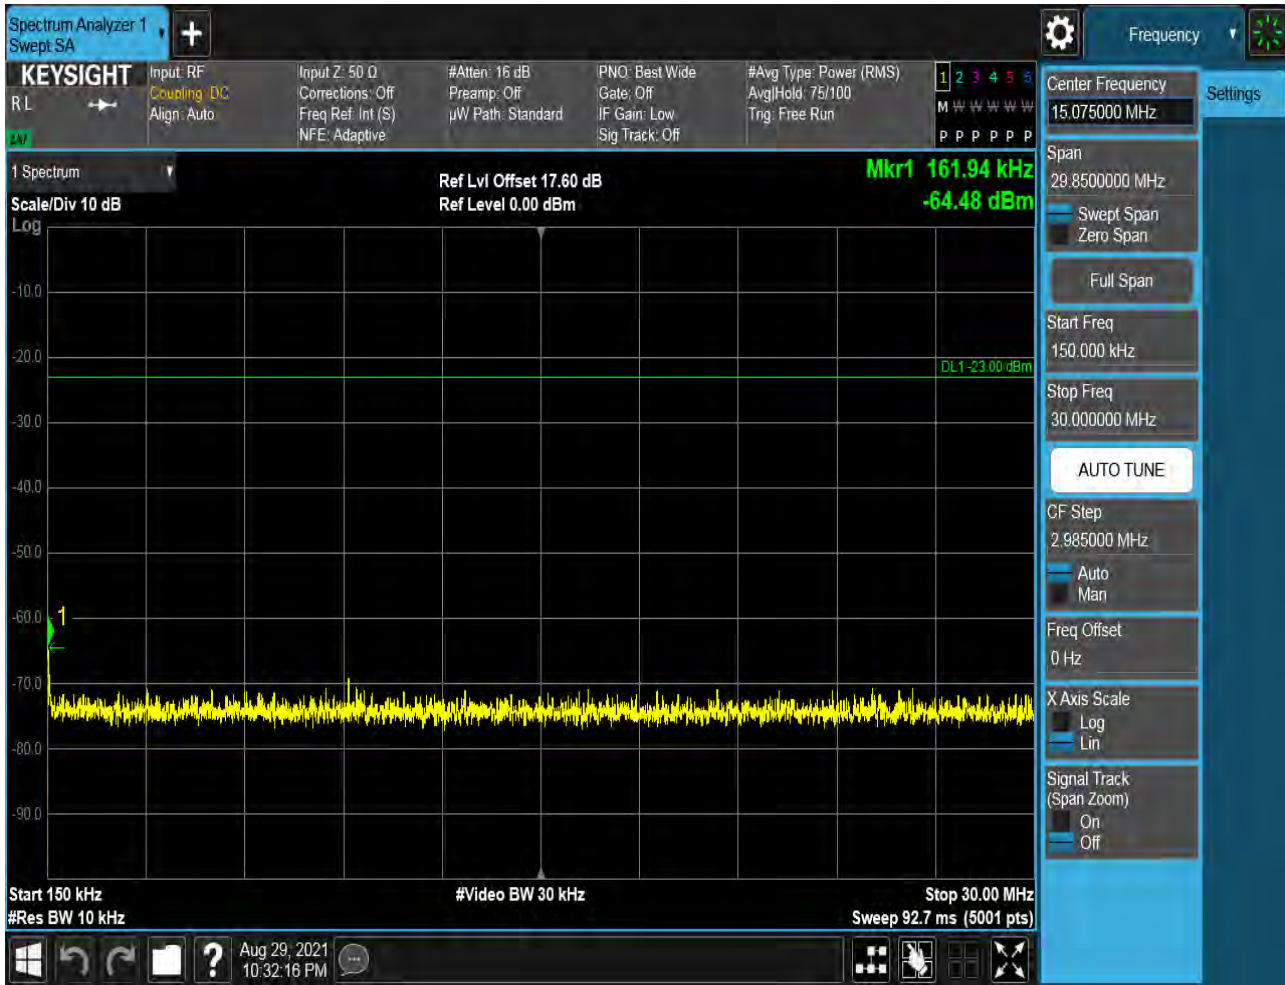 Spectrum Analyzer 1
Swept SA
Frequency
KEYSIGHT
R L
LNI
Input: RF
Coupling: DC
Align: Auto
Input Z: 50 Ω
Corrections: Off
Freq Ref: Int (S)
NFE: Adaptive
#Atten: 16 dB
Preamp: Off
µW Path: Standard
PNO: Best Wide
Gate: Off
IF Gain: Low
Sig Track: Off
#Avg Type: Power (RMS)
Avg|Hold: 75/100
Trig: Free Run
1 2 3 4 5 6
M W W W W W
P P P P P P
1 Spectrum
Scale/Div 10 dB
Log
Ref Lvl Offset 17.60 dB
Ref Level 0.00 dBm
Mkr1 161.94 kHz
-64.48 dBm
-10.0
-20.0
DL1 -23.00 dBm
-30.0
-40.0
-50.0
-60.0
1
-70.0
-80.0
-90.0
Start 150 kHz
#Video BW 30 kHz
Stop 30.00 MHz
#Res BW 10 kHz
Sweep 92.7 ms (5001 pts)
?
Aug 29, 2021
10:32:16 PM
Center Frequency
15.075000 MHz
Settings
Span
29.8500000 MHz
Swept Span
Zero Span
Full Span
Start Freq
150.000 kHz
Stop Freq
30.000000 MHz
AUTO TUNE
CF Step
2.985000 MHz
Auto
Man
Freq Offset
0 Hz
X Axis Scale
Log
Lin
Signal Track
(Span Zoom)
On
Off